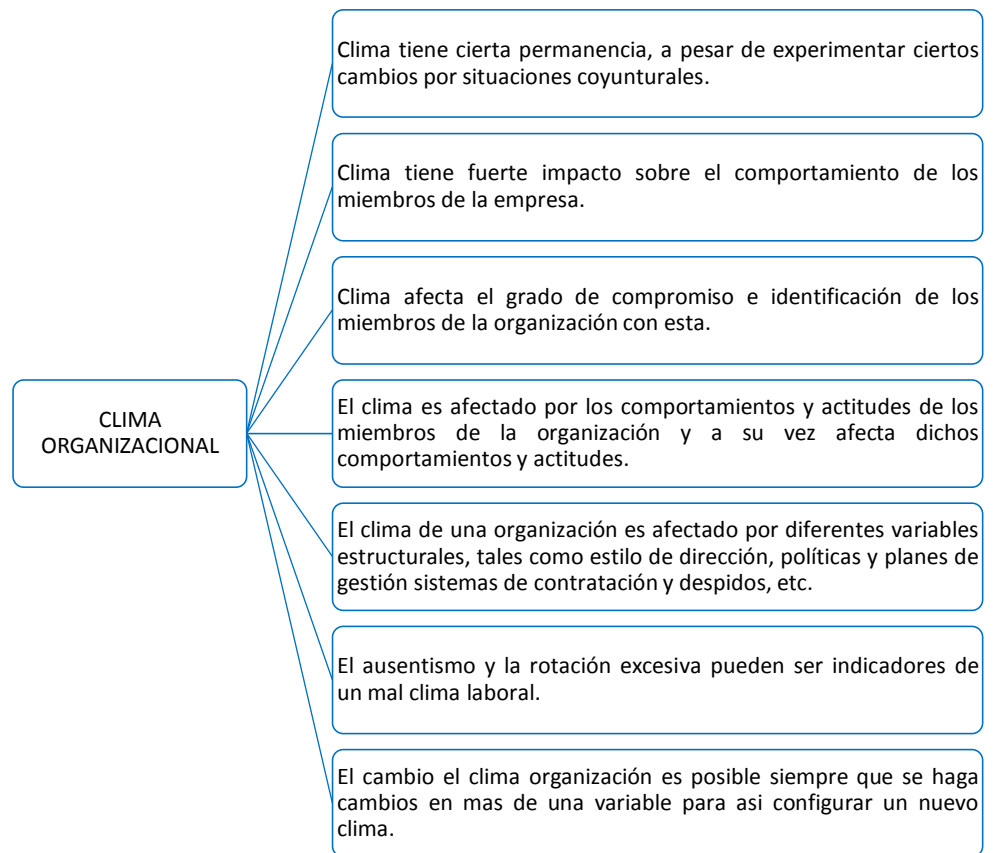 Clima tiene cierta permanencia, a pesar de experimentar ciertos
cambios por situaciones coyunturales.
Clima tiene fuerte impacto sobre el comportamiento de los
miembros de la empresa.
Clima afecta el grado de compromiso e identificación de los
miembros de la organización con esta.
CLIMA
ORGANIZACIONAL
El clima es afectado por los comportamientos y actitudes de los
miembros de la organización y a su vez afecta dichos
comportamientos y actitudes.
El clima de una organización es afectado por diferentes variables
estructurales, tales como estilo de dirección, políticas y planes de
gestión sistemas de contratación y despidos, etc.
El ausentismo y la rotación excesiva pueden ser indicadores de
un mal clima laboral.
El cambio el clima organización es posible siempre que se haga
cambios en mas de una variable para asi configurar un nuevo
clima.